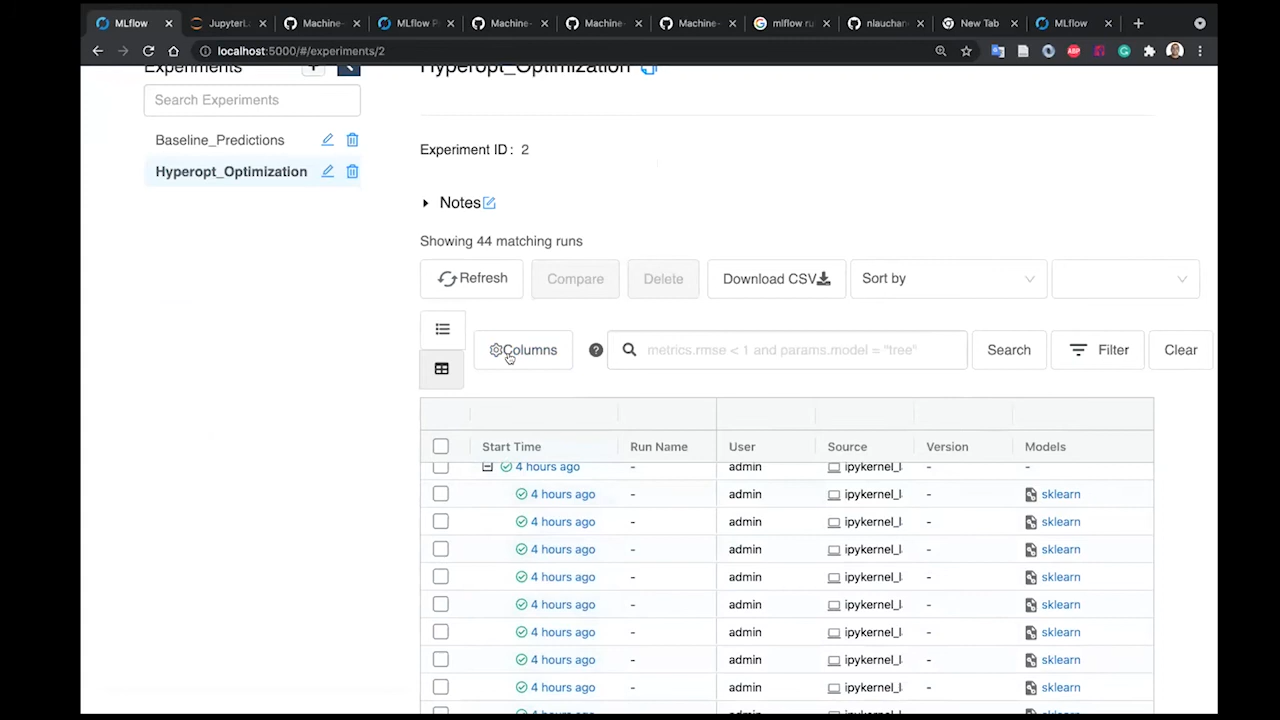 MLflow JupyterL Machine- MLflow P Machine- Machine- Machine- mlflow ru nlauchan New Tab MLflow
localhost:5000/#/experiments/2 ABP
Experiments Hyperopt_Optimization
Search Experiments
Baseline_Predictions
Experiment ID: 2
Hyperopt_Optimization
Notes
Showing 44 matching runs
Refresh Compare Delete Download CSV Sort by
Columns metrics.rmse < 1 and params.model = "tree" Search Filter Clear
Start Time Run Name User Source Version Models
4 hours ago - admin ipykernel_l - -
4 hours ago - admin ipykernel_l - sklearn
4 hours ago - admin ipykernel_l - sklearn
4 hours ago - admin ipykernel_l - sklearn
4 hours ago - admin ipykernel_l - sklearn
4 hours ago - admin ipykernel_l - sklearn
4 hours ago - admin ipykernel_l - sklearn
4 hours ago - admin ipykernel_l - sklearn
4 hours ago - admin ipykernel_l - sklearn